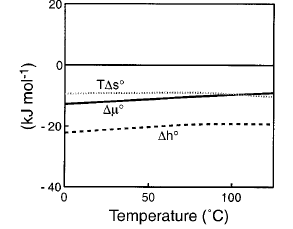 20
0
-20
-40
(kJ mol⁻¹)
TΔs°
Δμ°
Δh°
0
50
100
Temperature (°C)